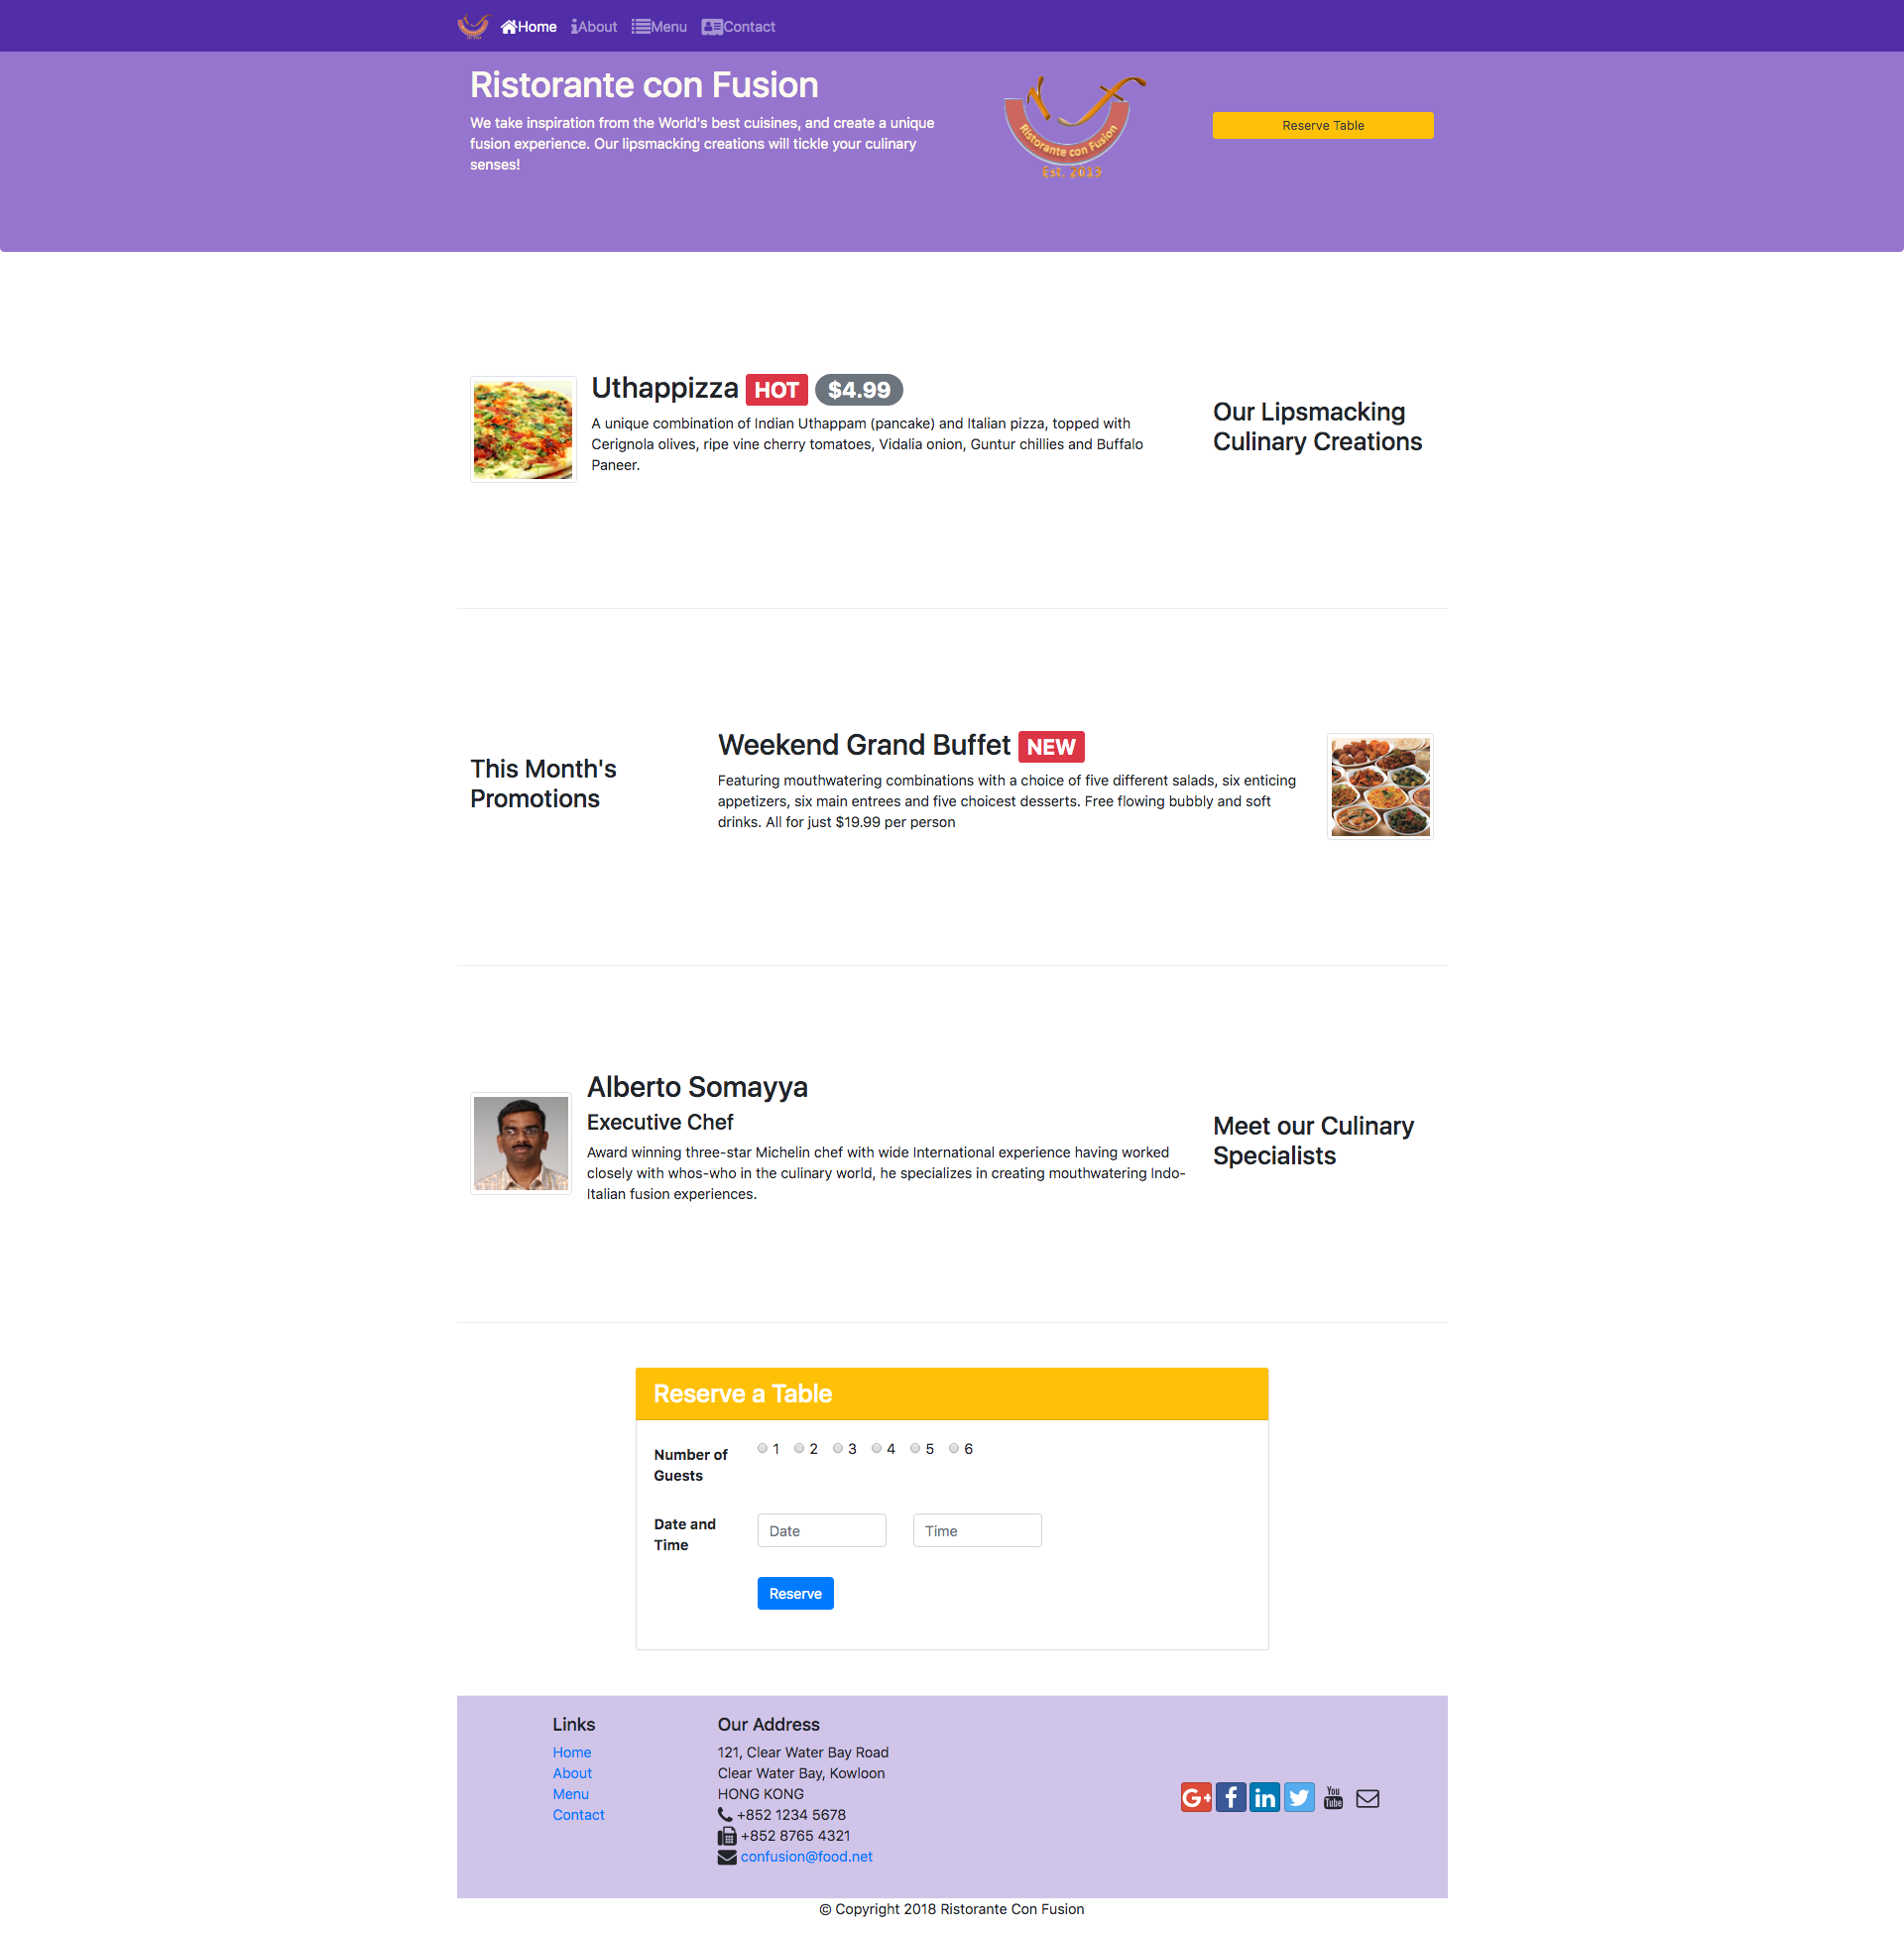 Home About Menu Contact
Ristorante con Fusion
We take inspiration from the World's best cuisines, and create a unique
fusion experience. Our lipsmacking creations will tickle your culinary
senses!
Ristorante con Fusion
Est. 2019
Reserve Table
Uthappizza HOT $4.99
A unique combination of Indian Uthappam (pancake) and Italian pizza, topped with
Cerignola olives, ripe vine cherry tomatoes, Vidalia onion, Guntur chillies and Buffalo
Paneer.
Our Lipsmacking
Culinary Creations
This Month's
Promotions
Weekend Grand Buffet NEW
Featuring mouthwatering combinations with a choice of five different salads, six enticing
appetizers, six main entrees and five choicest desserts. Free flowing bubbly and soft
drinks. All for just $19.99 per person
Alberto Somayya
Executive Chef
Award winning three-star Michelin chef with wide International experience having worked
closely with whos-who in the culinary world, he specializes in creating mouthwatering Indo-
Italian fusion experiences.
Meet our Culinary
Specialists
Reserve a Table
Number of
Guests
1 2 3 4 5 6
Date and
Time
Date
Time
Reserve
Links
Home
About
Menu
Contact
Our Address
121, Clear Water Bay Road
Clear Water Bay, Kowloon
HONG KONG
+852 1234 5678
+852 8765 4321
confusion@food.net
G+ f in You
Tube
© Copyright 2018 Ristorante Con Fusion